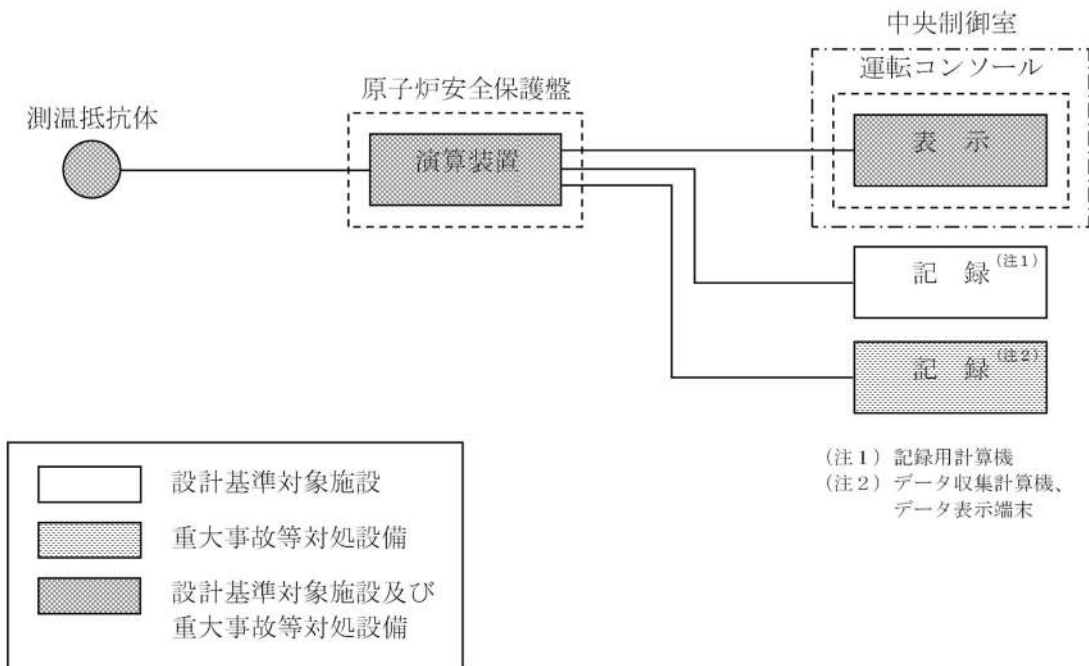 中央制御室
運転コンソール
原子炉安全保護盤
測温抵抗体
演算装置
表 示
記 録(注1)
記 録(注2)
(注1)記録用計算機
(注2)データ収集計算機、
データ表示端末
設計基準対象施設
重大事故等対処設備
設計基準対象施設及び
重大事故等対処設備